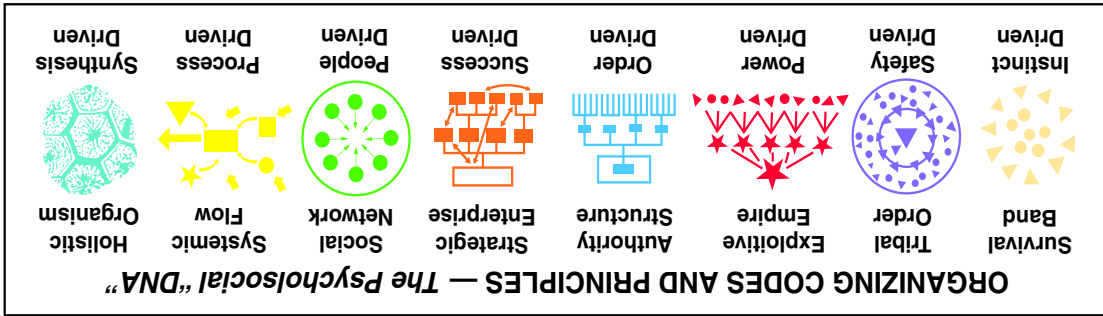 ORGANIZING CODES AND PRINCIPLES — The Psycholsocial "DNA"
Survival Band
Tribal Order
Exploitive Empire
Authority Structure
Strategic Enterprise
Social Network
Systemic Flow
Holistic Organism
Instinct Driven
Safety Driven
Power Driven
Order Driven
Success Driven
People Driven
Process Driven
Synthesis Driven